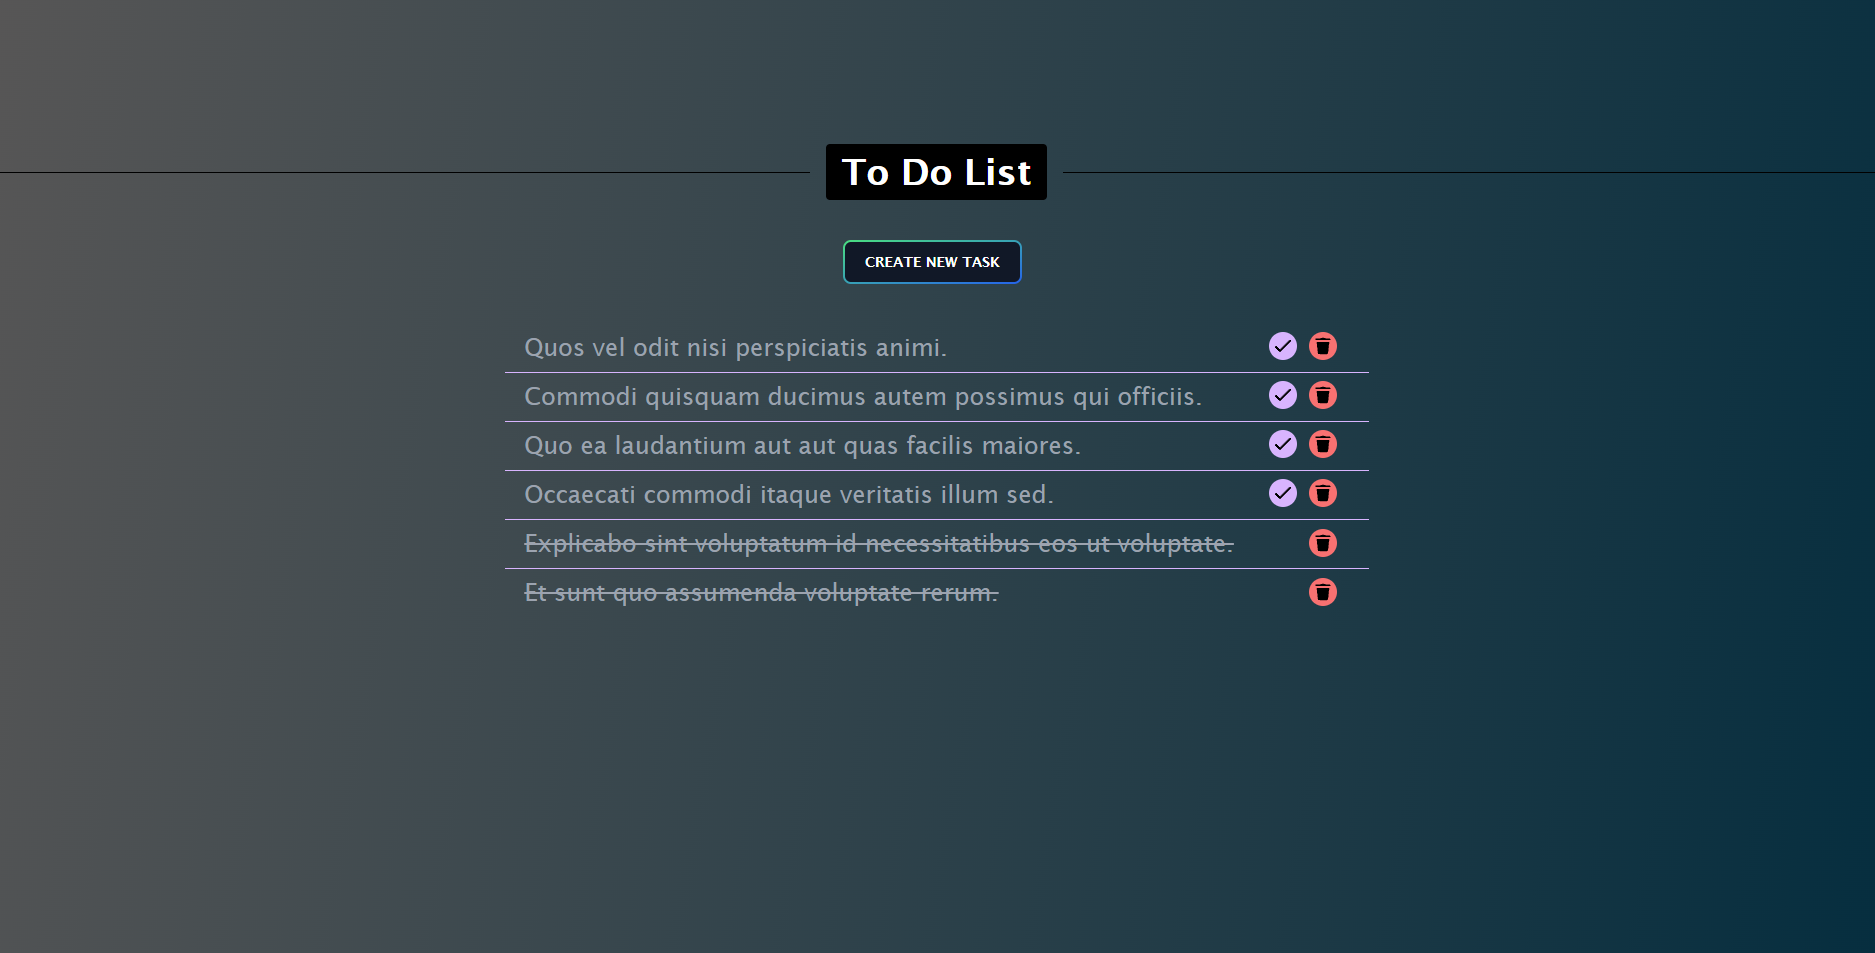 To Do List
CREATE NEW TASK
Quos vel odit nisi perspiciatis animi.
Commodi quisquam ducimus autem possimus qui officiis.
Quo ea laudantium aut aut quas facilis maiores.
Occaecati commodi itaque veritatis illum sed.
Explicabo sint voluptatum id necessitatibus eos ut voluptate.
Et sunt quo assumenda voluptate rerum.